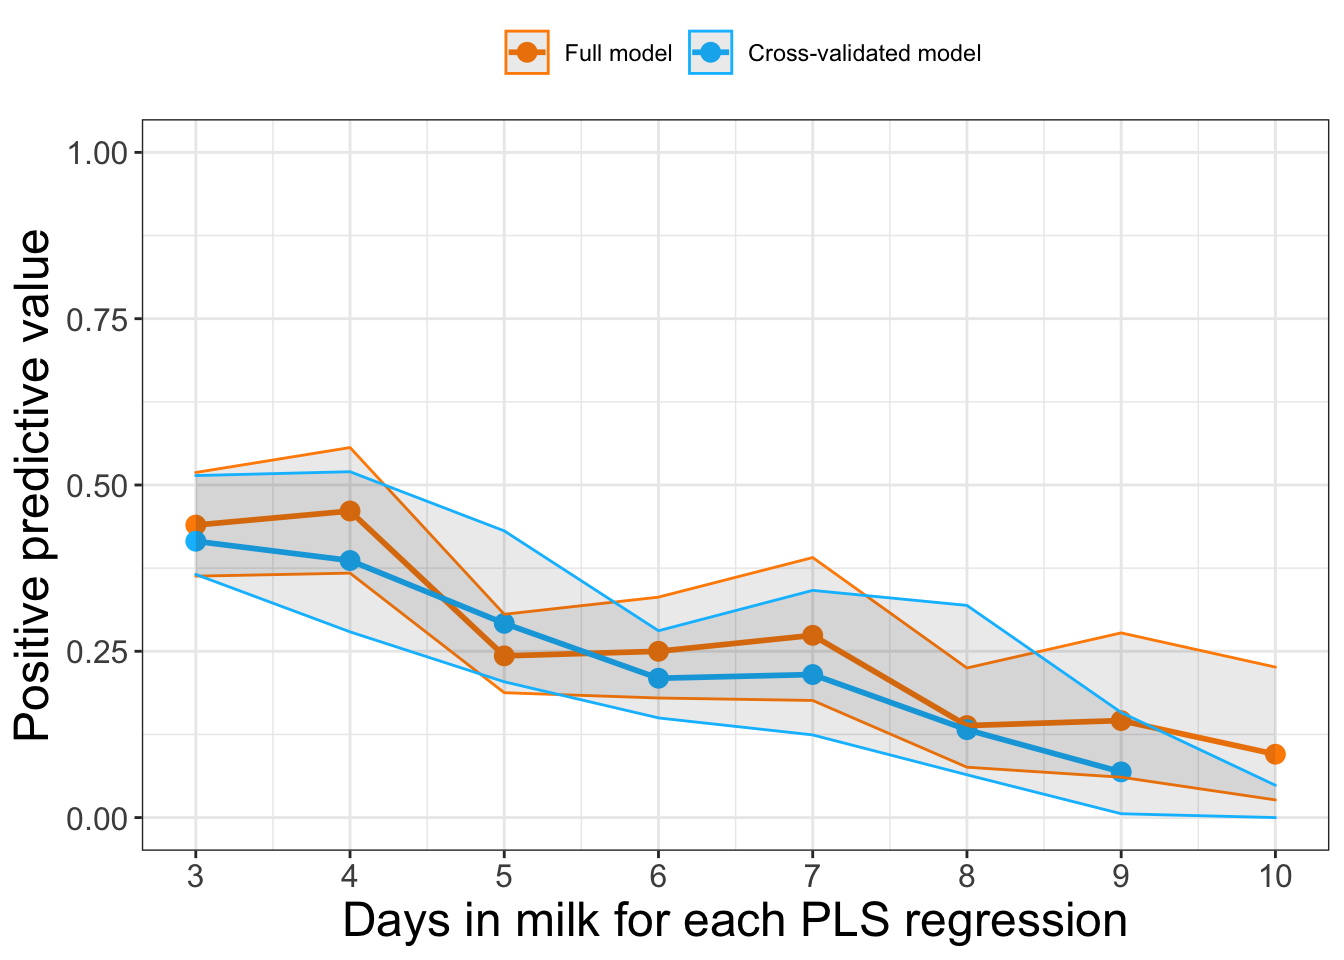 Full model Cross-validated model
Positive predictive value
1.00
0.75
0.50
0.25
0.00
3 4 5 6 7 8 9 10
Days in milk for each PLS regression